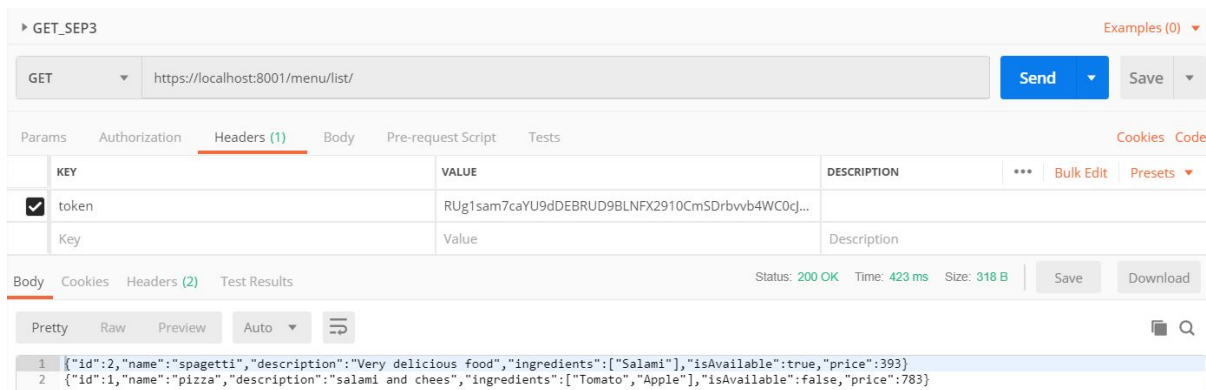 GET_SEP3 Examples (0)
GET https://localhost:8001/menu/list/ Send Save
Params Authorization Headers (1) Body Pre-request Script Tests Cookies Code
KEY VALUE DESCRIPTION ••• Bulk Edit Presets
token RUg1sam7caYU9dDEBRUD9BLNFX2910CmSDrbvvb4WC0cJ...
Key Value Description
Body Cookies Headers (2) Test Results Status: 200 OK Time: 423 ms Size: 318 B Save Download
Pretty Raw Preview Auto
1 {"id":2,"name":"spagetti","description":"Very delicious food","ingredients":["Salami"],"isAvailable":true,"price":393}
2 {"id":1,"name":"pizza","description":"salami and chees","ingredients":["Tomato","Apple"],"isAvailable":false,"price":783}